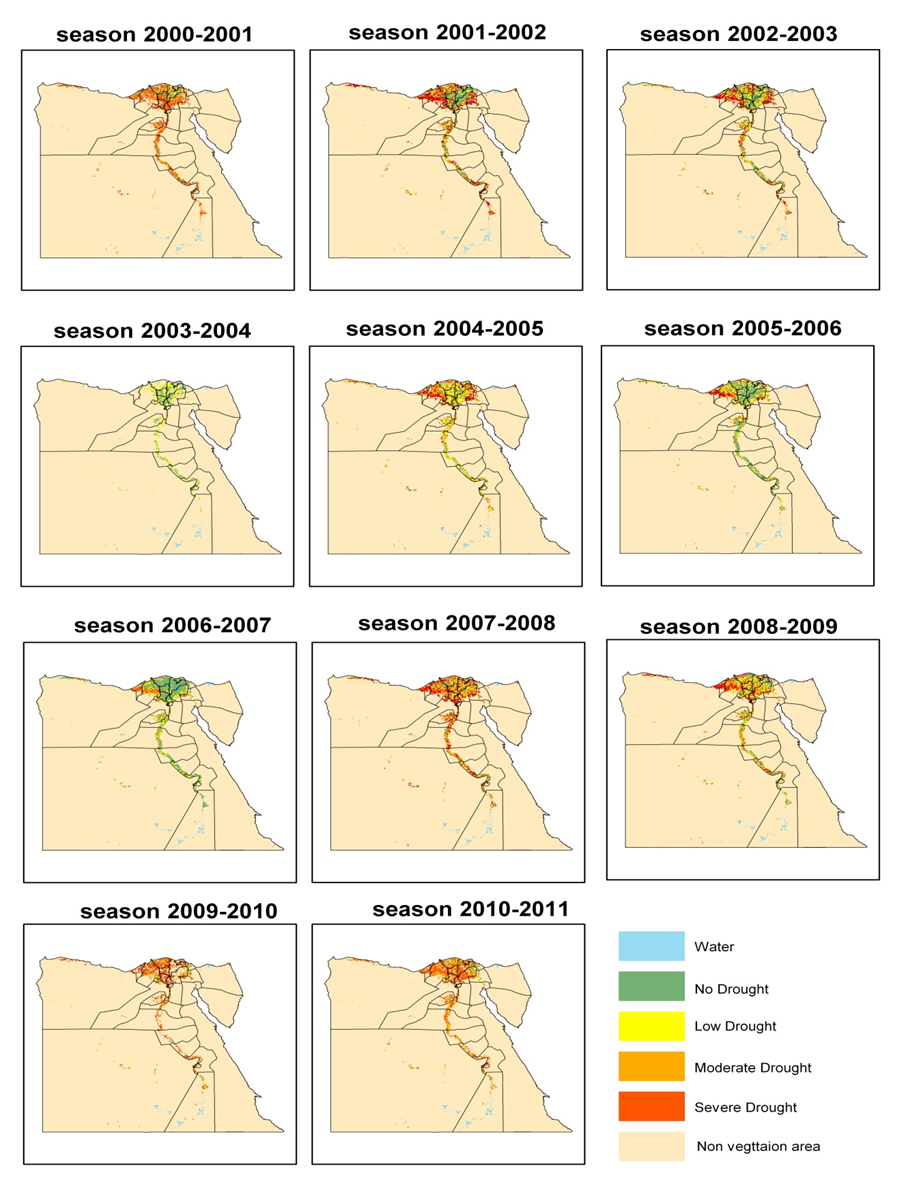 season 2000-2001
season 2001-2002
season 2002-2003
season 2003-2004
season 2004-2005
season 2005-2006
season 2006-2007
season 2007-2008
season 2008-2009
season 2009-2010
season 2010-2011
Water
No Drought
Low Drought
Moderate Drought
Severe Drought
Non vegttaion area